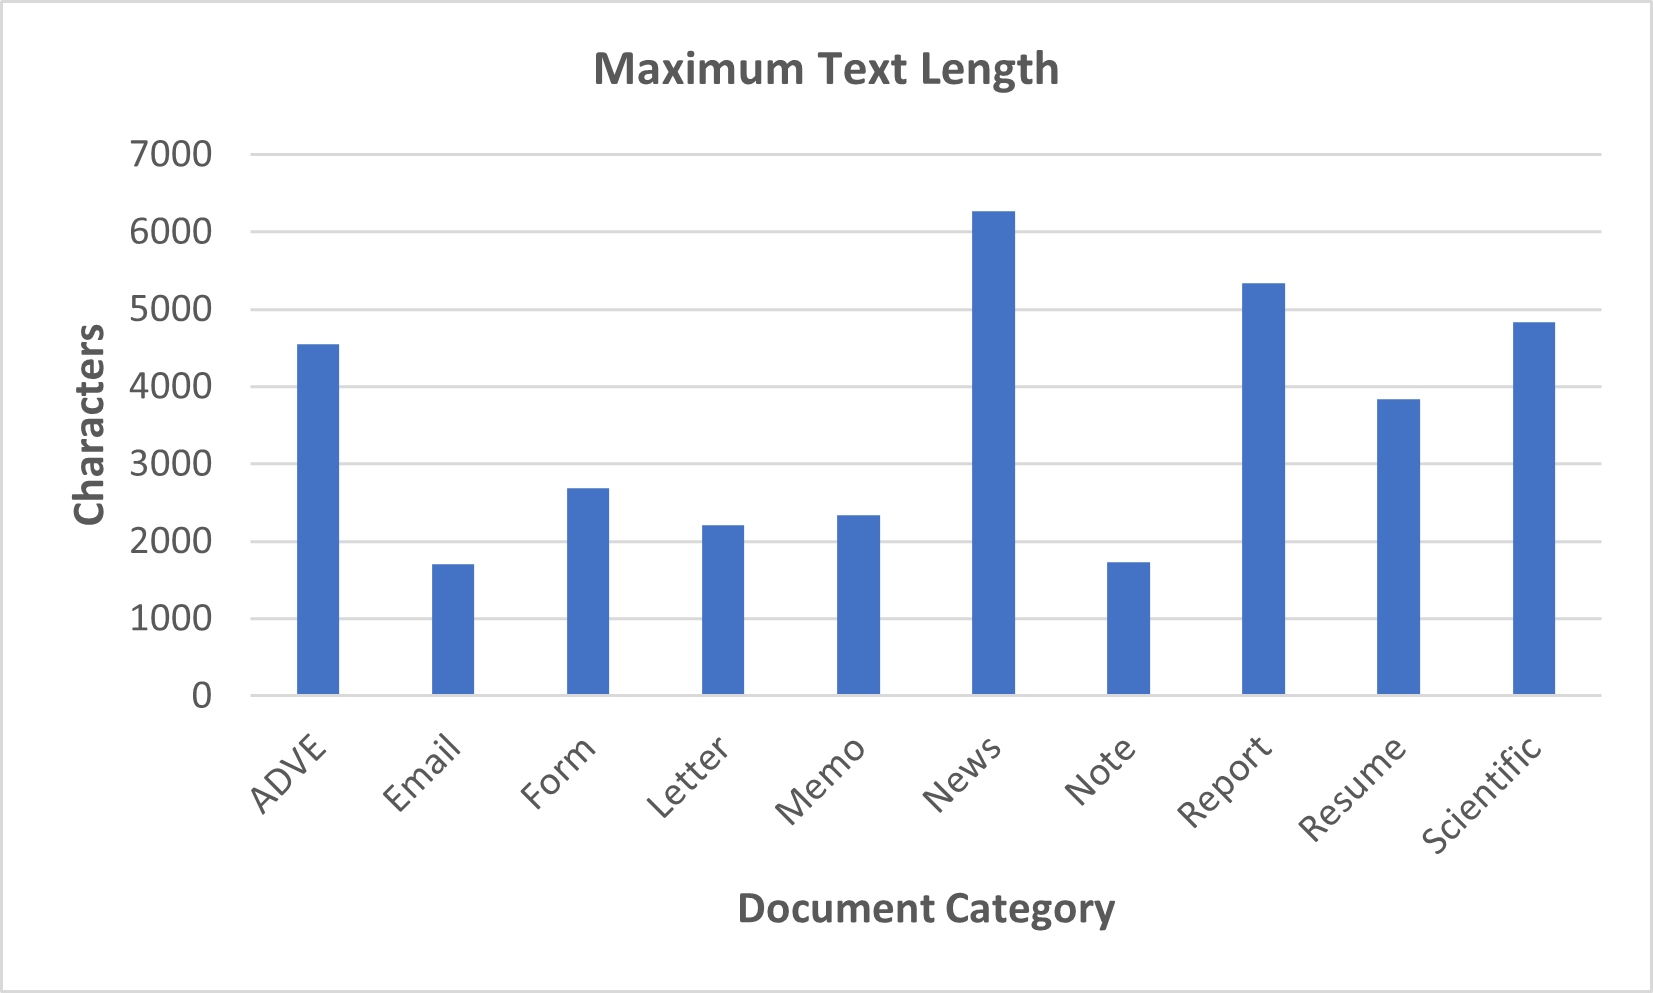 Maximum Text Length
7000
6000
5000
4000
3000
2000
1000
0
Characters
ADVE
Email
Form
Letter
Memo
News
Note
Report
Resume
Scientific
Document Category